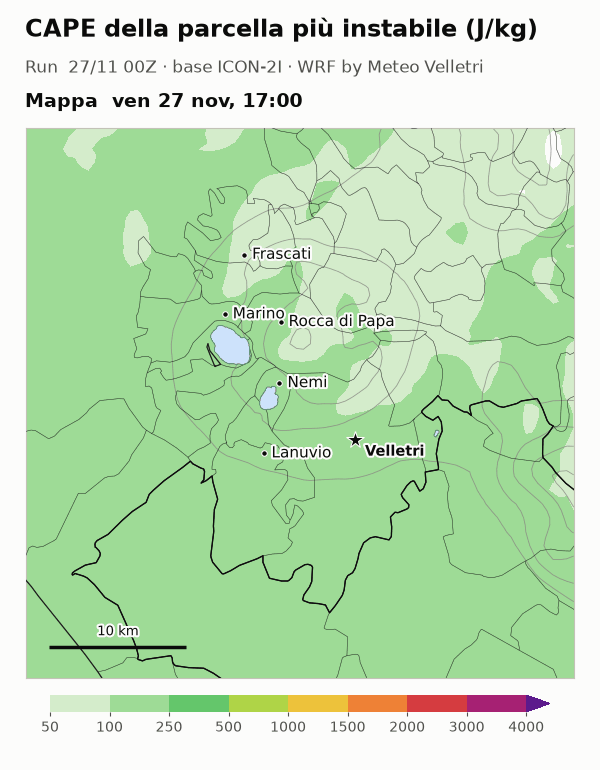 CAPE della parcella più instabile (J/kg)
Run  27/11 00Z · base ICON-2I · WRF by Meteo Velletri
Mappa  ven 27 nov, 17:00
Frascati
Marino
Rocca di Papa
Nemi
Velletri
Lanuvio
10 km
50 100 250 500 1000 1500 2000 3000 4000